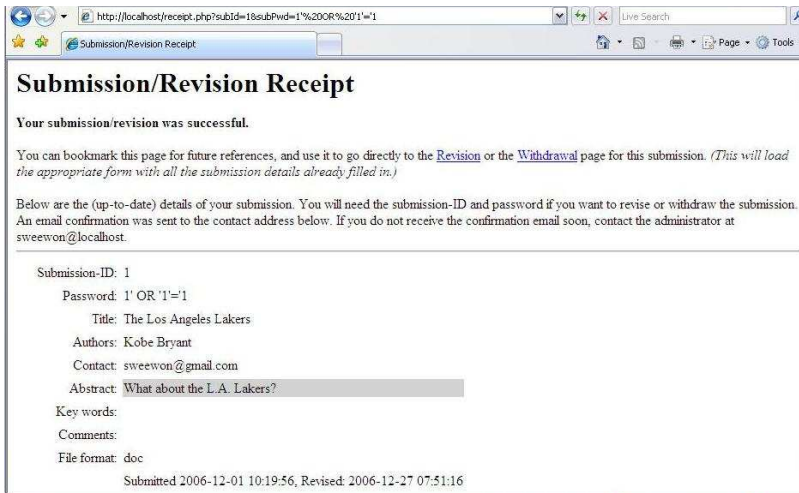 http://localhost/receipt.php?subId=1&subPwd=1'%20OR%20'1'='1
Live Search
Submission/Revision Receipt
Page
Tools
Submission/Revision Receipt
Your submission/revision was successful.
You can bookmark this page for future references, and use it to go directly to the Revision or the Withdrawal page for this submission. (This will load
the appropriate form with all the submission details already filled in.)
Below are the (up-to-date) details of your submission. You will need the submission-ID and password if you want to revise or withdraw the submission.
An email confirmation was sent to the contact address below. If you do not receive the confirmation email soon, contact the administrator at
sweewon@localhost.
Submission-ID: 1
Password: 1' OR '1'='1
Title: The Los Angeles Lakers
Authors: Kobe Bryant
Contact: sweewon@gmail.com
Abstract: What about the L.A. Lakers?
Key words:
Comments:
File format: doc
Submitted 2006-12-01 10:19:56, Revised: 2006-12-27 07:51:16